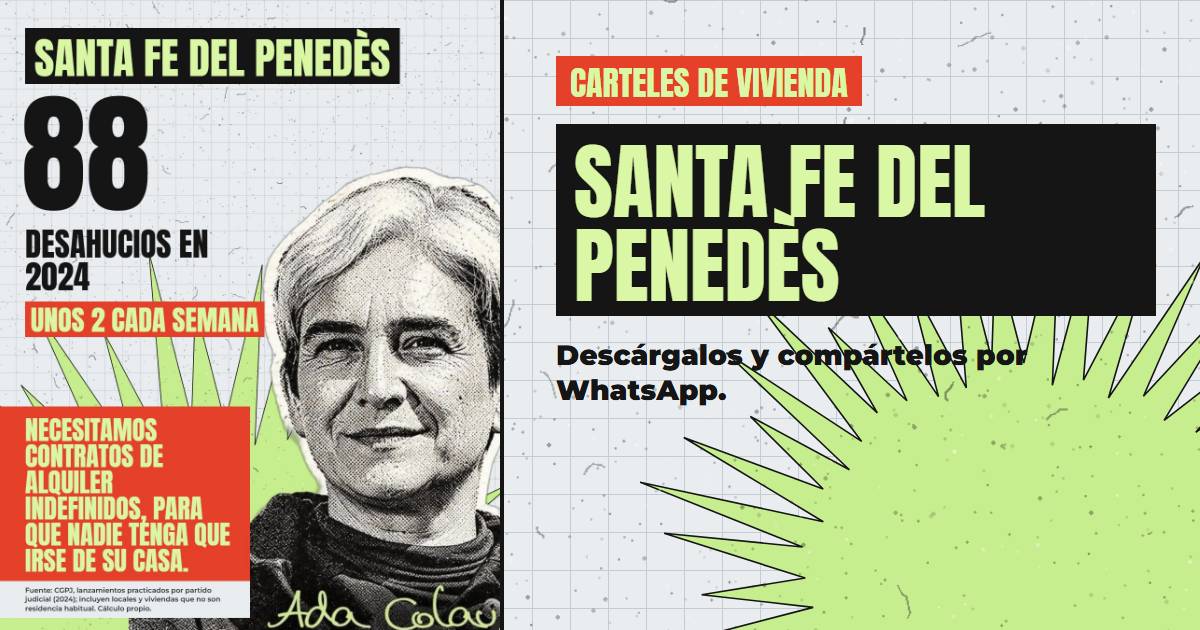 SANTA FE DEL PENEDÈS
88
DESAHUCIOS EN
2024
UNOS 2 CADA SEMANA
NECESITAMOS
CONTRATOS DE
ALQUILER
INDEFINIDOS, PARA
QUE NADIE TENGA QUE
IRSE DE SU CASA.
Fuente: CGPJ, lanzamientos practicados por partido
judicial (2024); incluyen locales y viviendas que no son
residencia habitual. Cálculo propio.
Ada Colau
CARTELES DE VIVIENDA
SANTA FE DEL
PENEDÈS
Descárgalos y compártelos por
WhatsApp.